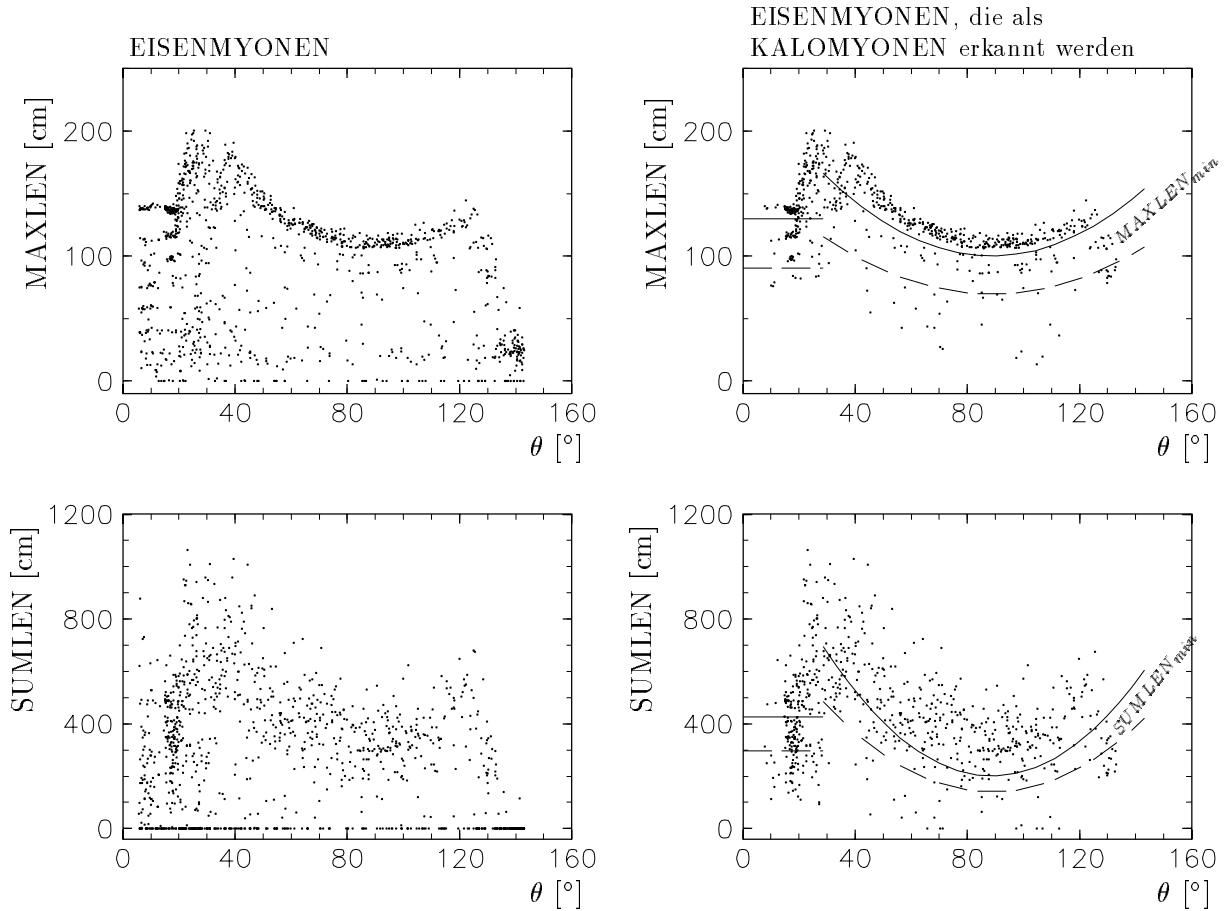 EISENMYONEN
EISENMYONEN, die als
KALOMYONEN erkannt werden
MAXLEN [cm]
200
100
0
0 40 80 120 160
θ [°]
MAXLEN [cm]
200
100
0
0 40 80 120 160
θ [°]
MAXLENmin
SUMLEN [cm]
1200
800
400
0
0 40 80 120 160
θ [°]
SUMLEN [cm]
1200
800
400
0
0 40 80 120 160
θ [°]
SUMLENmin